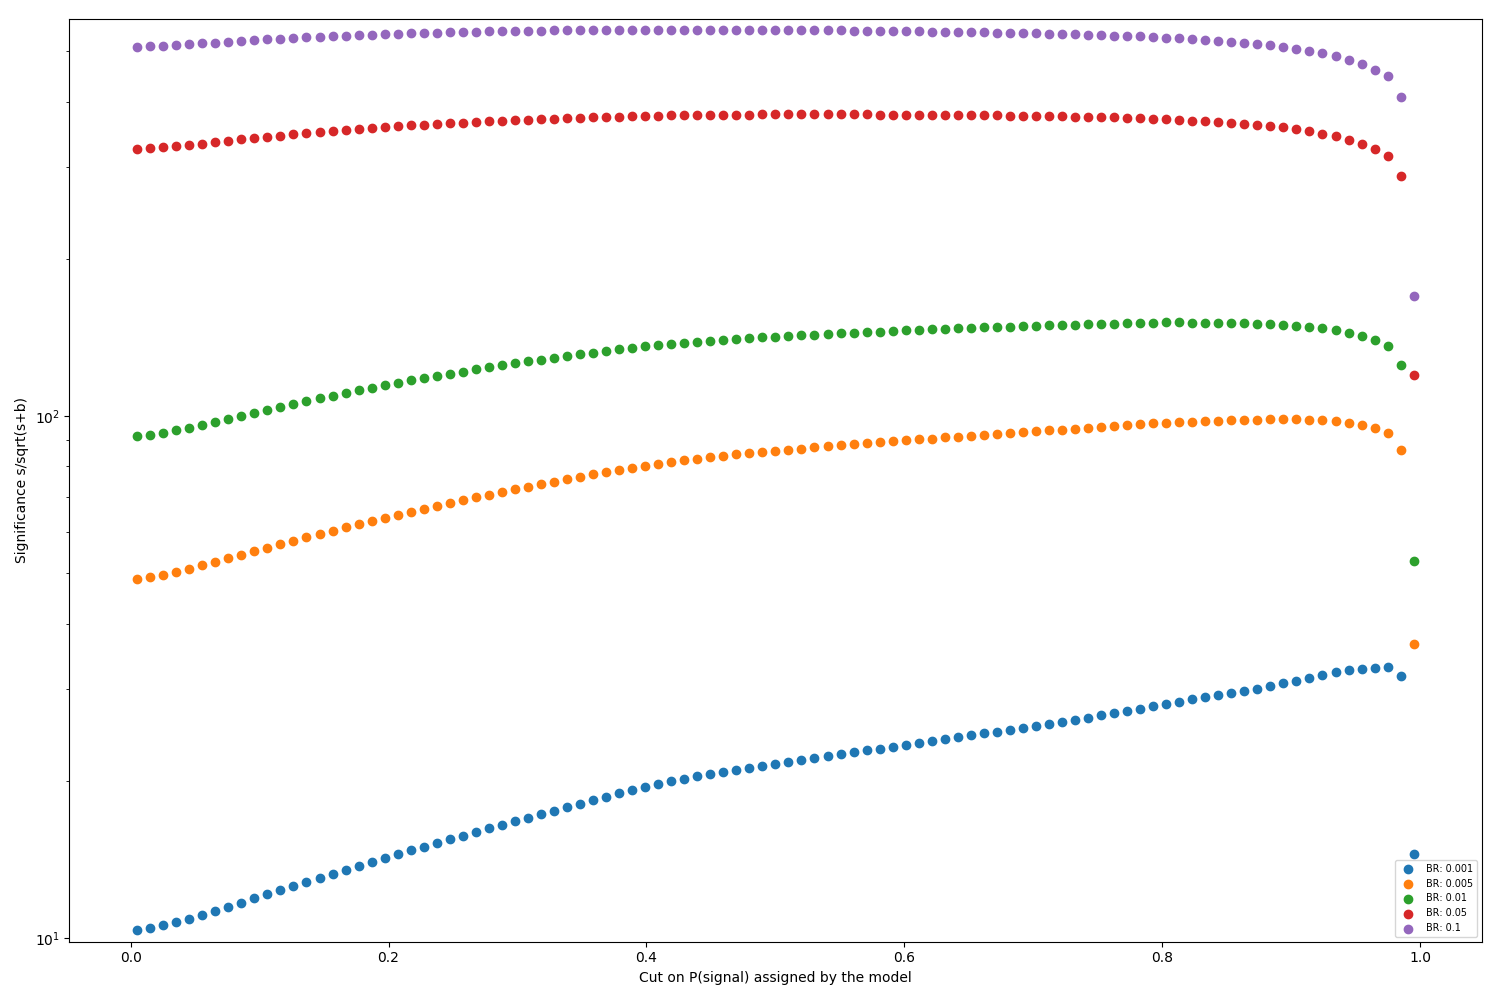 Significance s/sqrt(s+b)
10²
10¹
0.0 0.2 0.4 0.6 0.8 1.0
Cut on P(signal) assigned by the model
BR: 0.001
BR: 0.005
BR: 0.01
BR: 0.05
BR: 0.1